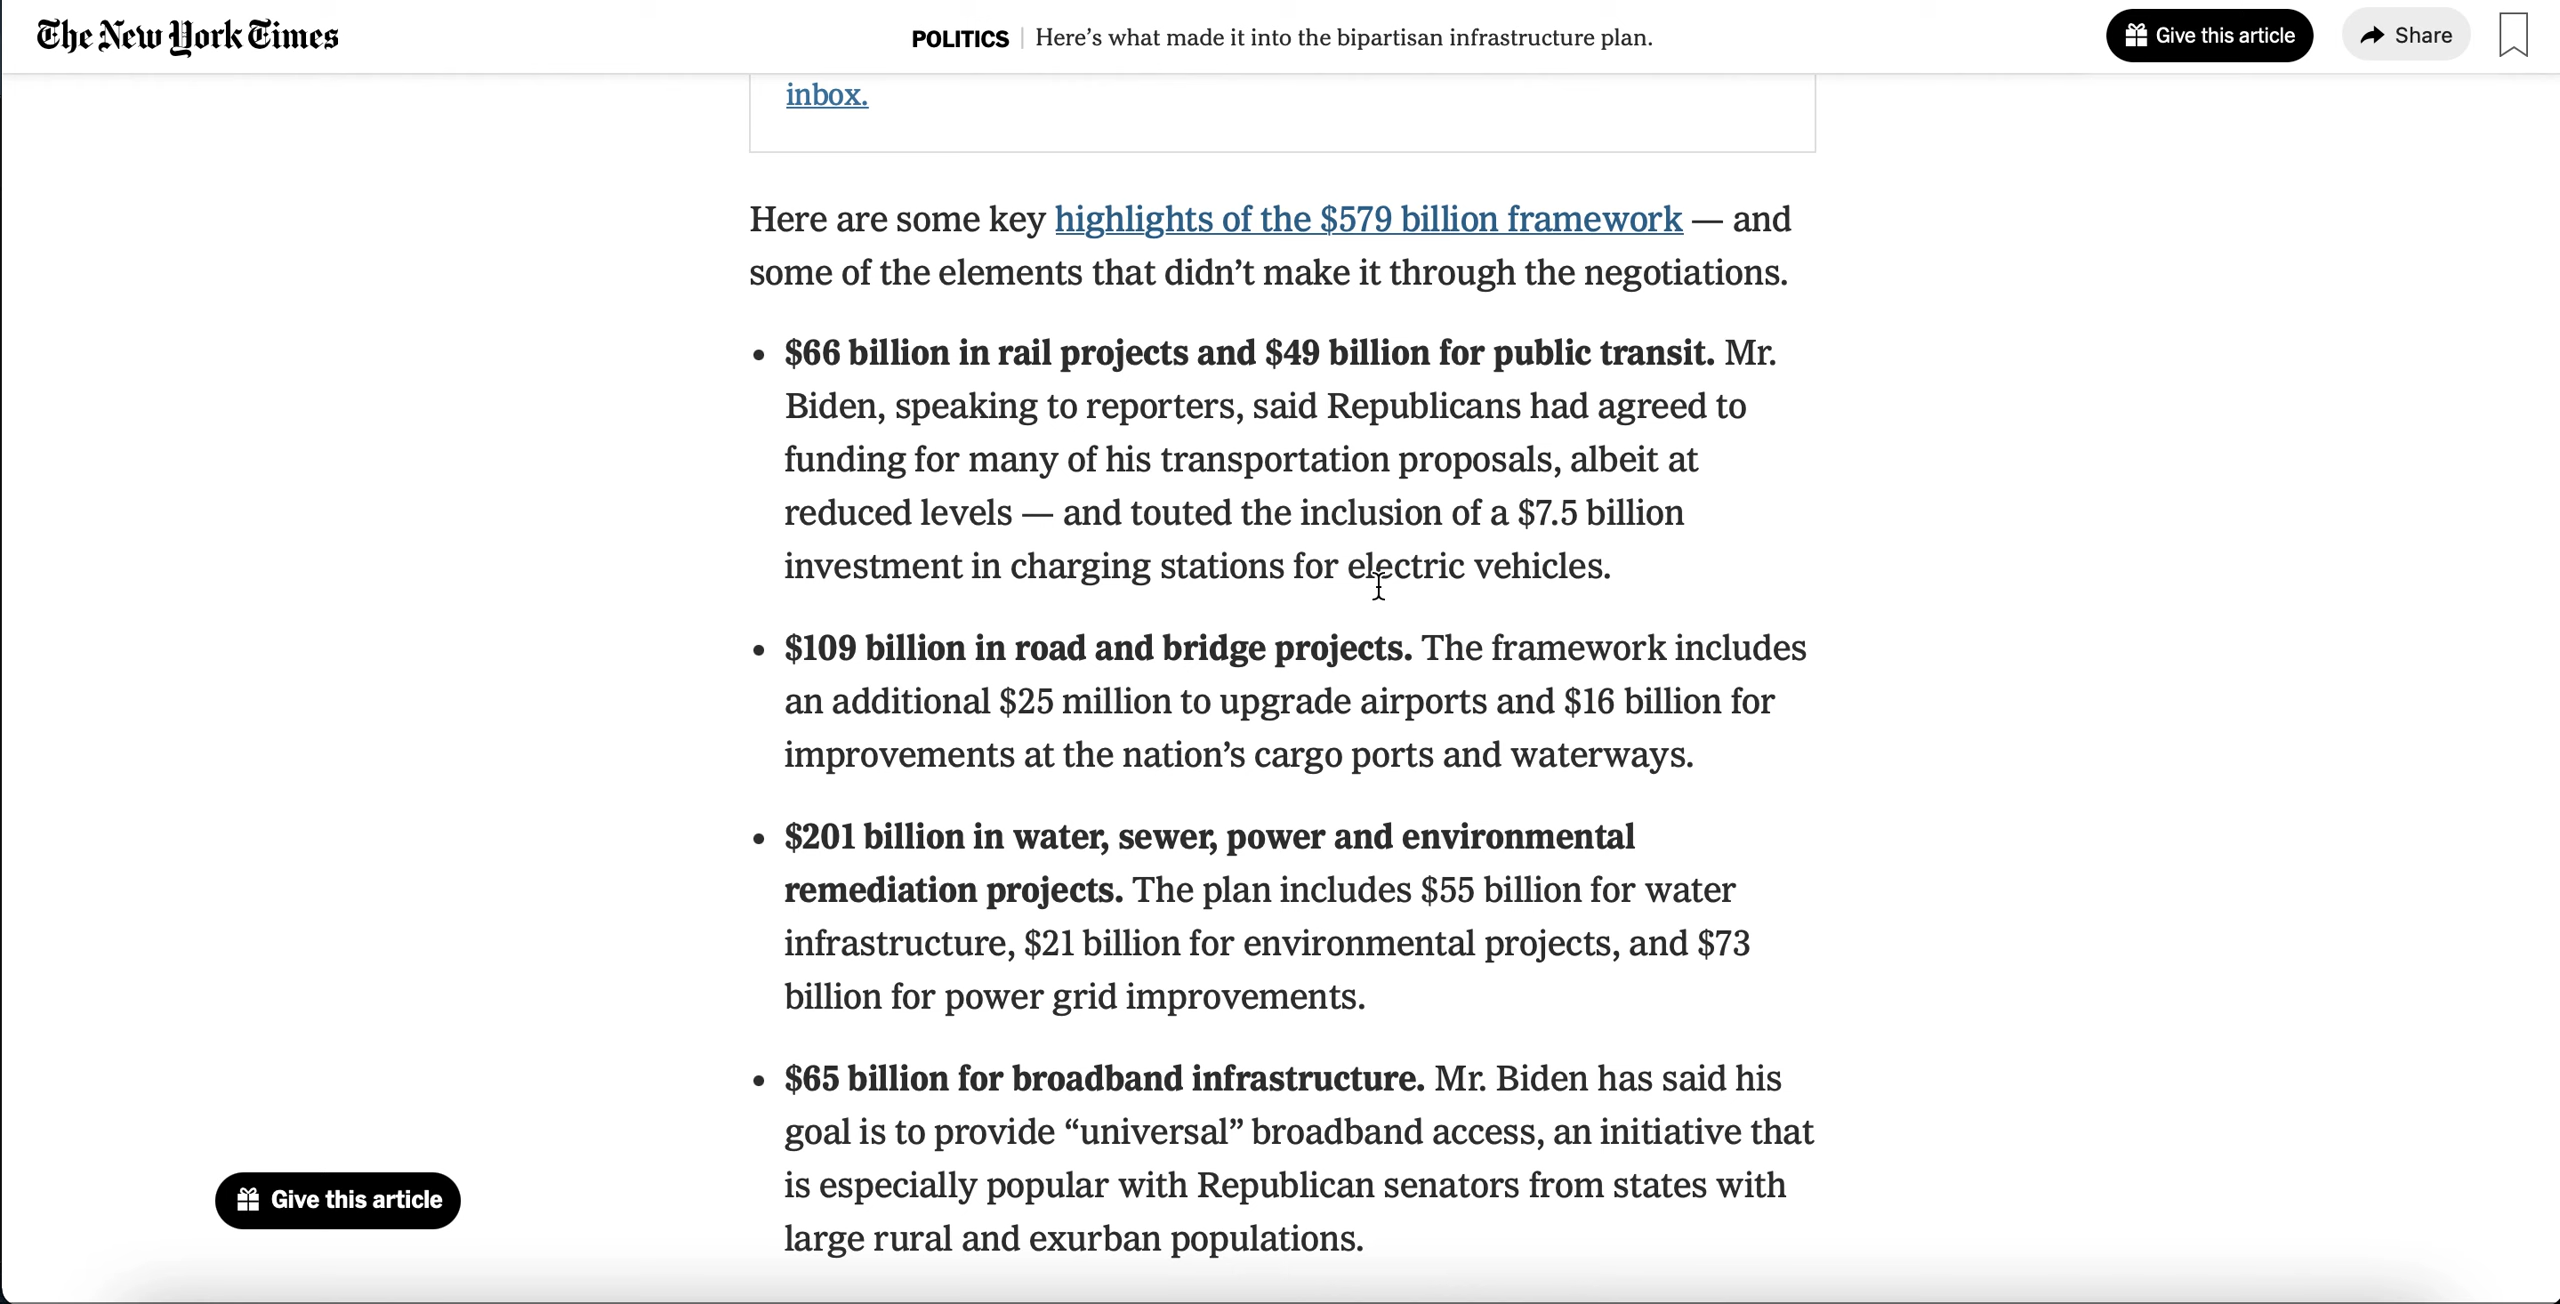 The New York Times
POLITICS | Here’s what made it into the bipartisan infrastructure plan.
Give this article
Share
inbox.
Here are some key highlights of the $579 billion framework — and
some of the elements that didn’t make it through the negotiations.
• $66 billion in rail projects and $49 billion for public transit. Mr.
Biden, speaking to reporters, said Republicans had agreed to
funding for many of his transportation proposals, albeit at
reduced levels — and touted the inclusion of a $7.5 billion
investment in charging stations for electric vehicles.
• $109 billion in road and bridge projects. The framework includes
an additional $25 million to upgrade airports and $16 billion for
improvements at the nation’s cargo ports and waterways.
• $201 billion in water, sewer, power and environmental
remediation projects. The plan includes $55 billion for water
infrastructure, $21 billion for environmental projects, and $73
billion for power grid improvements.
• $65 billion for broadband infrastructure. Mr. Biden has said his
goal is to provide “universal” broadband access, an initiative that
is especially popular with Republican senators from states with
large rural and exurban populations.
Give this article